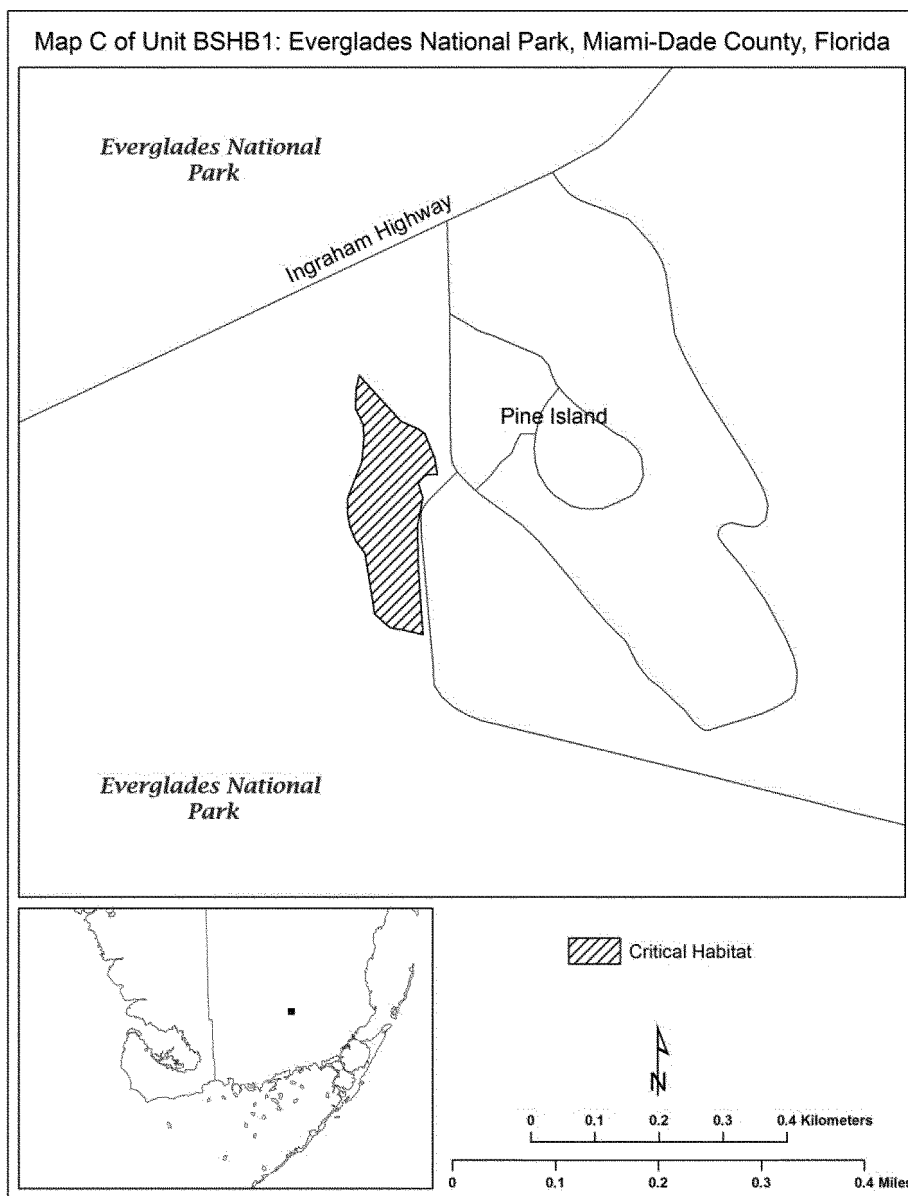 Map C of Unit BSHB1: Everglades National Park, Miami-Dade County, Florida
Everglades National
Park
Ingraham Highway
Pine Island
Everglades National
Park
Critical Habitat
N
0 0.1 0.2 0.3 0.4 Kilometers
0 0.1 0.2 0.3 0.4 Miles